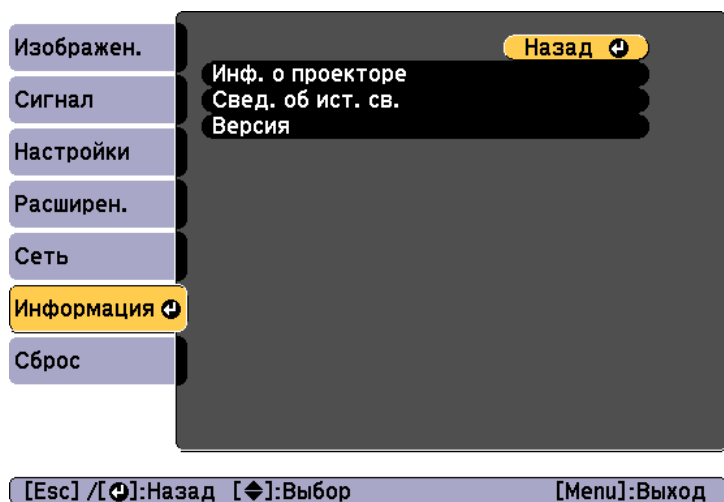 Изображен.
Сигнал
Настройки
Расширен.
Сеть
Информация
Сброс
Назад
Инф. о проекторе
Свед. об ист. св.
Версия
[Esc] /[⏎]:Назад [◆]:Выбор [Menu]:Выход